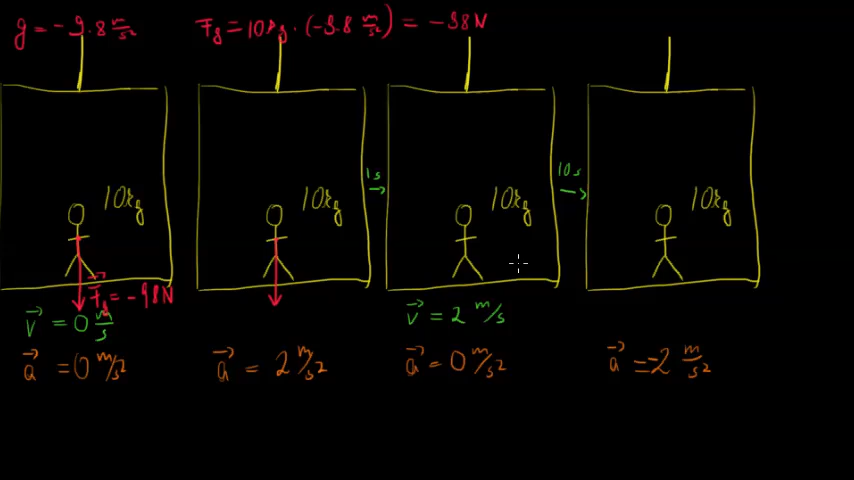 g = -9.8 m/s²
Fg = 10kg · (-9.8 m/s²) = -98N
1s
10s
10kg
10kg
10kg
10kg
Fg = -98N
v = 0 m/s
v = 2 m/s
a = 0 m/s²
a = 2 m/s²
a = 0 m/s²
a = -2 m/s²